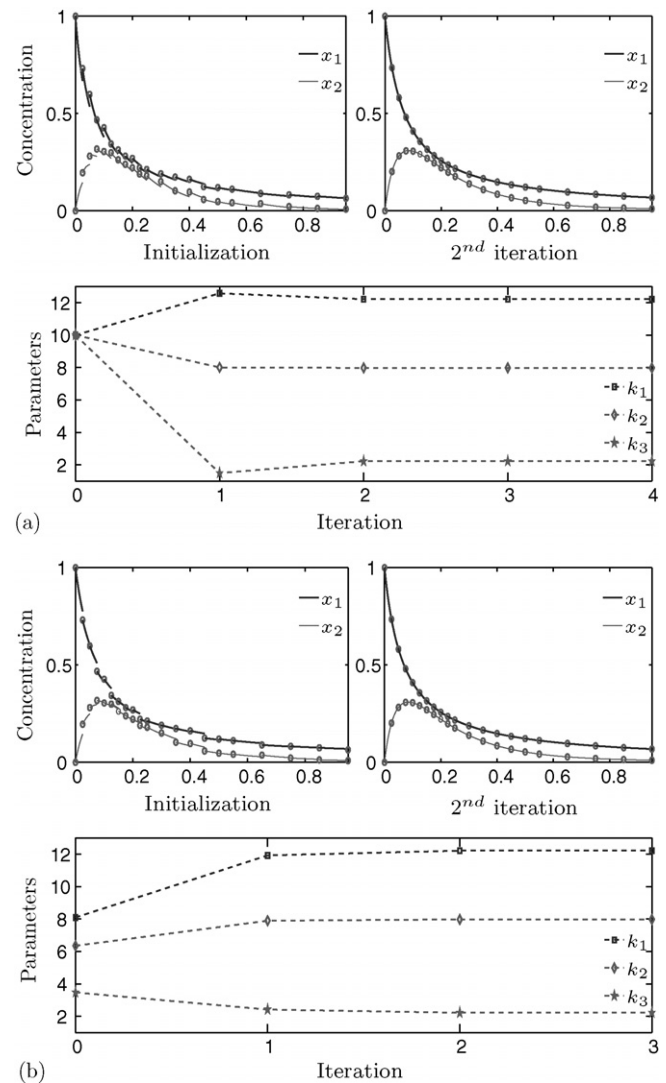 1
0.5
0
Concentration
x1
x2
0 0.2 0.4 0.6 0.8
Initialization
1
0.5
0
x1
x2
0 0.2 0.4 0.6 0.8
2nd iteration
12
10
8
6
4
2
Parameters
k1
k2
k3
0 1 2 3 4
Iteration
(a)
1
0.5
0
Concentration
x1
x2
0 0.2 0.4 0.6 0.8
Initialization
1
0.5
0
x1
x2
0 0.2 0.4 0.6 0.8
2nd iteration
12
10
8
6
4
2
Parameters
k1
k2
k3
0 1 2 3
Iteration
(b)